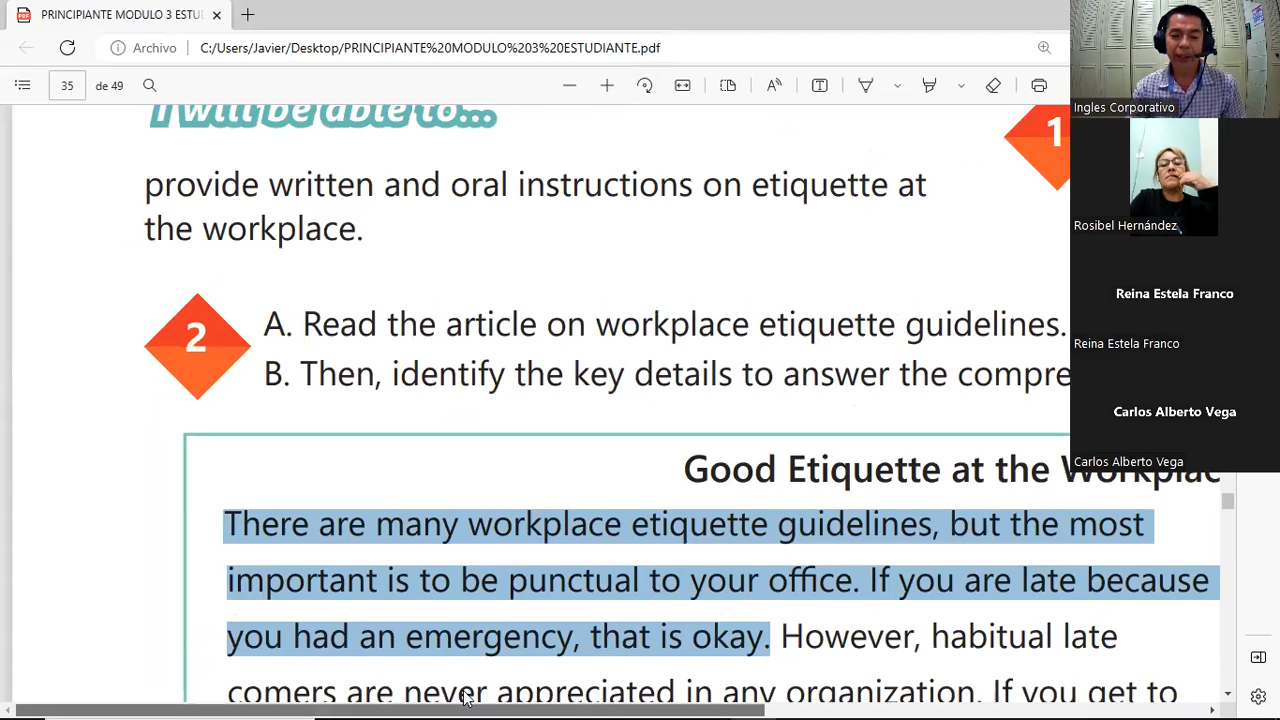 PRINCIPIANTE MODULO 3 ESTU
Archivo
C:/Users/Javier/Desktop/PRINCIPIANTE%20MODULO%203%20ESTUDIANTE.pdf
35 de 49
I will be able to...
1
provide written and oral instructions on etiquette at
the workplace.
2
A. Read the article on workplace etiquette guidelines.
B. Then, identify the key details to answer the compre
Good Etiquette at the Workplac
There are many workplace etiquette guidelines, but the most
important is to be punctual to your office. If you are late because
you had an emergency, that is okay. However, habitual late
comers are never appreciated in any organization. If you get to
Ingles Corporativo
Rosibel Hernández
Reina Estela Franco
Reina Estela Franco
Carlos Alberto Vega
Carlos Alberto Vega